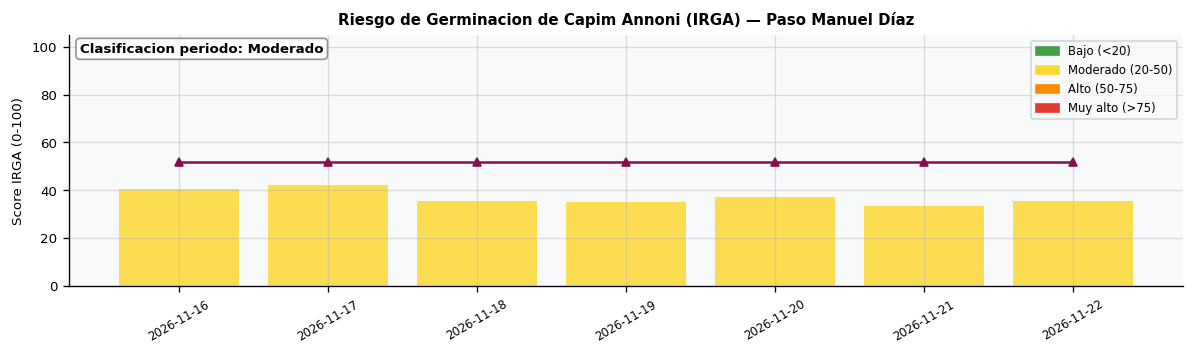 Riesgo de Germinacion de Capim Annoni (IRGA) — Paso Manuel Díaz
Clasificacion periodo: Moderado
Bajo (<20)
Moderado (20-50)
Alto (50-75)
Muy alto (>75)
Score IRGA (0-100)
100
80
60
40
20
0
2026-11-16
2026-11-17
2026-11-18
2026-11-19
2026-11-20
2026-11-21
2026-11-22